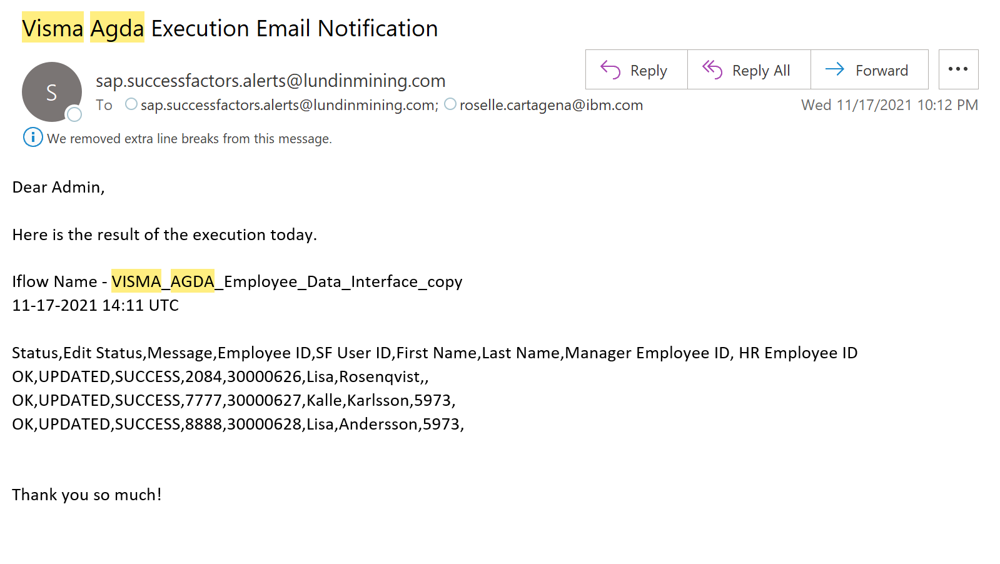 Visma Agda Execution Email Notification
S
sap.successfactors.alerts@lundinmining.com
Reply
Reply All
Forward
To sap.successfactors.alerts@lundinmining.com; roselle.cartagena@ibm.com
Wed 11/17/2021 10:12 PM
We removed extra line breaks from this message.
Dear Admin,
Here is the result of the execution today.
Iflow Name - VISMA_AGDA_Employee_Data_Interface_copy
11-17-2021 14:11 UTC
Status,Edit Status,Message,Employee ID,SF User ID,First Name,Last Name,Manager Employee ID, HR Employee ID
OK,UPDATED,SUCCESS,2084,30000626,Lisa,Rosenqvist,,
OK,UPDATED,SUCCESS,7777,30000627,Kalle,Karlsson,5973,
OK,UPDATED,SUCCESS,8888,30000628,Lisa,Andersson,5973,
Thank you so much!